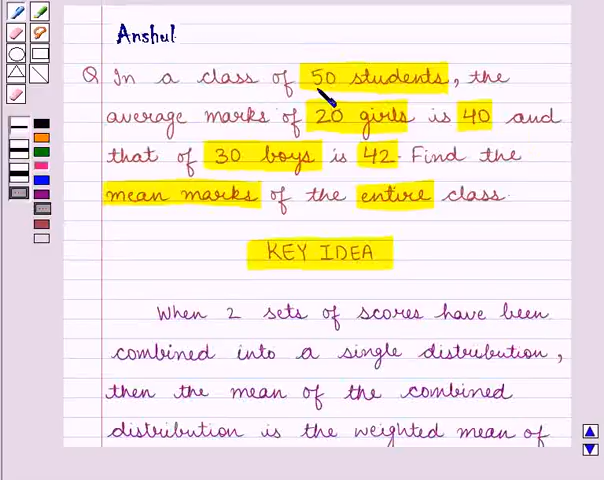 Anshul
Q In a class of 50 students, the
average marks of 20 girls is 40 and
that of 30 boys is 42. Find the
mean marks of the entire class.
KEY IDEA
When 2 sets of scores have been
combined into a single distribution,
then the mean of the combined
distribution is the weighted mean of